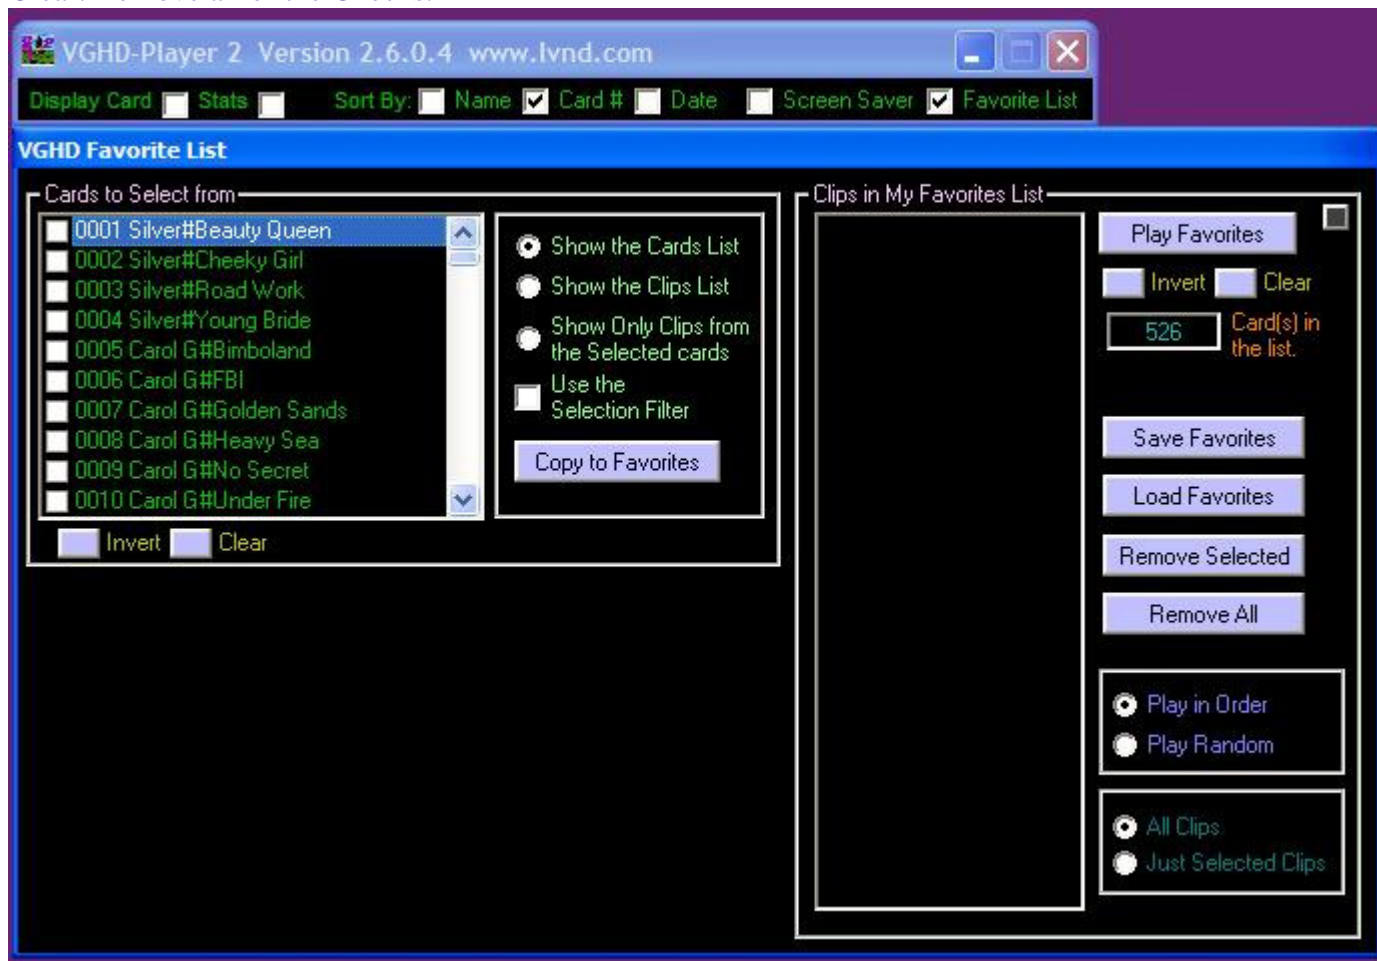 VGHD-Player 2 Version 2.6.0.4 www.lvnd.com
Display Card Stats Sort By: Name Card # Date Screen Saver Favorite List
VGHD Favorite List
Cards to Select from
0001 Silver#Beauty Queen
0002 Silver#Cheeky Girl
0003 Silver#Road Work
0004 Silver#Young Bride
0005 Carol G#Bimboland
0006 Carol G#FBI
0007 Carol G#Golden Sands
0008 Carol G#Heavy Sea
0009 Carol G#No Secret
0010 Carol G#Under Fire
Invert Clear
Show the Cards List
Show the Clips List
Show Only Clips from
the Selected cards
Use the
Selection Filter
Copy to Favorites
Clips in My Favorites List
Play Favorites
Invert Clear
526 Card(s) in
the list.
Save Favorites
Load Favorites
Remove Selected
Remove All
Play in Order
Play Random
All Clips
Just Selected Clips